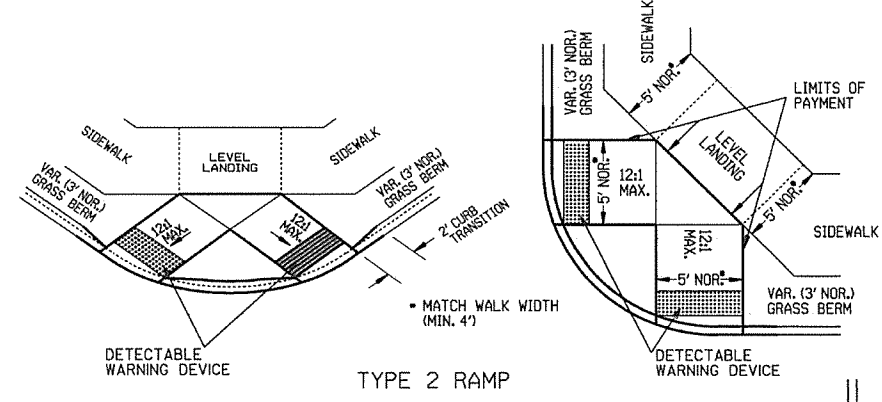 SIDEWALK
LEVEL
LANDING
SIDEWALK
VAR. (3' NOR.)
GRASS BERM
12:1
MAX.
12:1
MAX.
VAR. (3' NOR.)
GRASS BERM
2' CURB
TRANSITION
* MATCH WALK WIDTH
(MIN. 4')
DETECTABLE
WARNING DEVICE
TYPE 2 RAMP
VAR. (3' NOR.)
GRASS BERM
SIDEWALK
5' NOR.*
LIMITS OF
PAYMENT
LEVEL
LANDING
5' NOR.*
12:1
MAX.
5' NOR.*
SIDEWALK
12:1
MAX.
5' NOR.*
VAR. (3' NOR.)
GRASS BERM
DETECTABLE
WARNING DEVICE